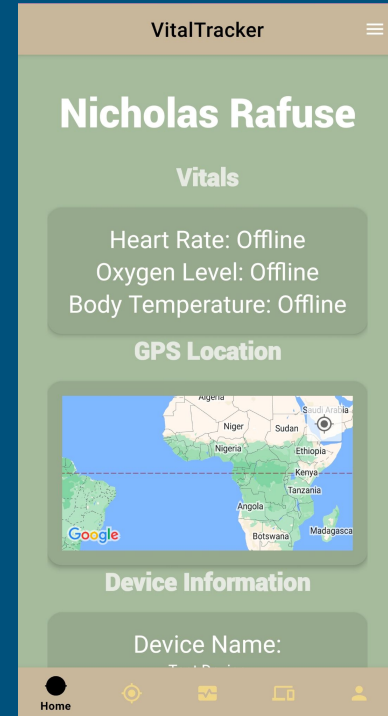 VitalTracker
Nicholas Rafuse
Vitals
Heart Rate: Offline
Oxygen Level: Offline
Body Temperature: Offline
GPS Location
Algeria
Saudi Arabia
Niger
Sudan
Nigeria
Ethiopia
Kenya
Tanzania
Angola
Botswana
Madagasca
Google
Device Information
Device Name:
Home